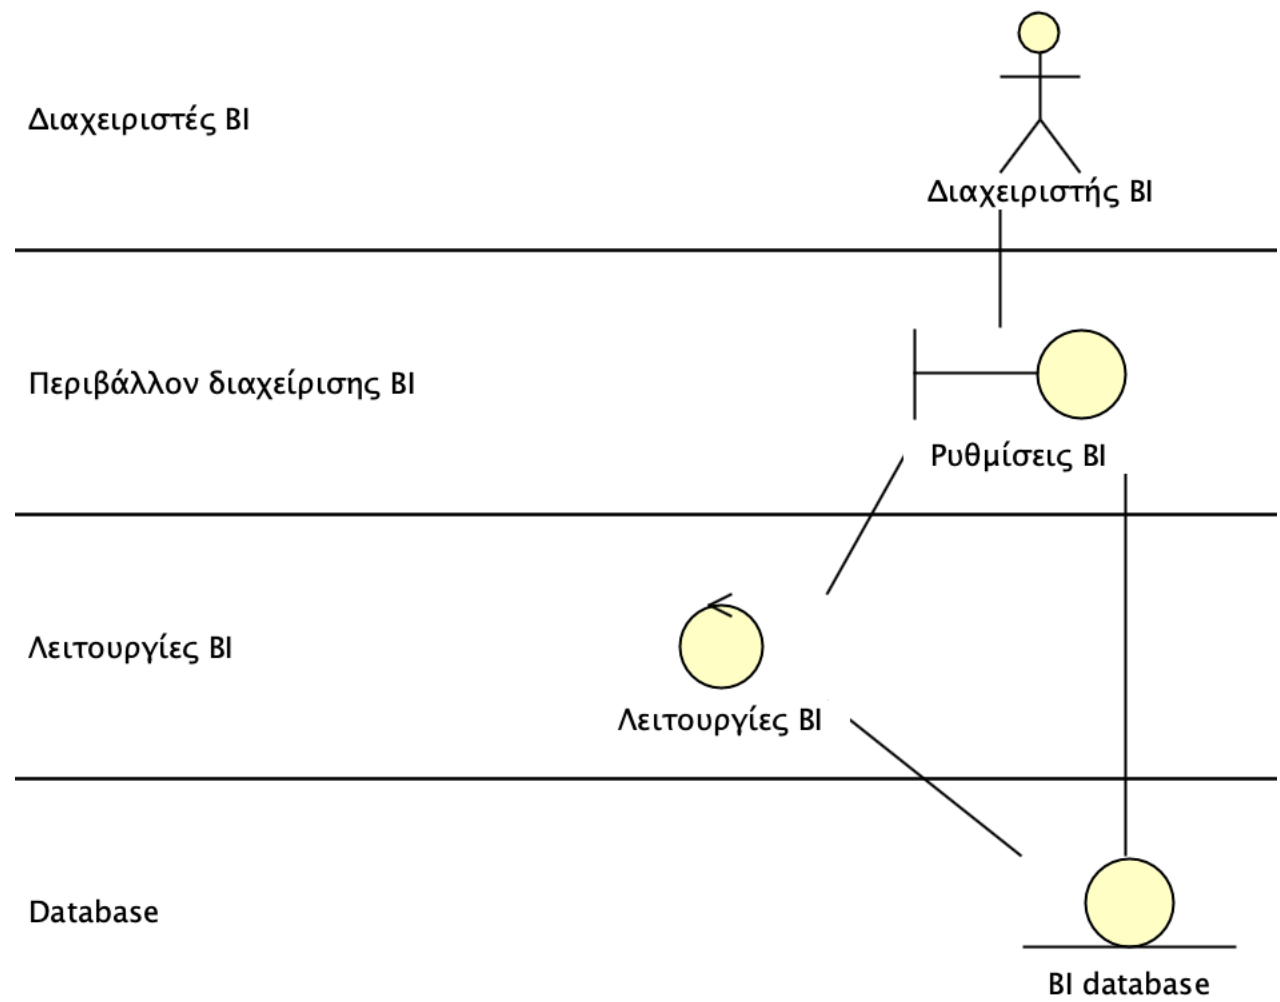 Διαχειριστές BI
Διαχειριστής BI
Περιβάλλον διαχείρισης BI
Ρυθμίσεις BI
Λειτουργίες BI
Λειτουργίες BI
Database
BI database